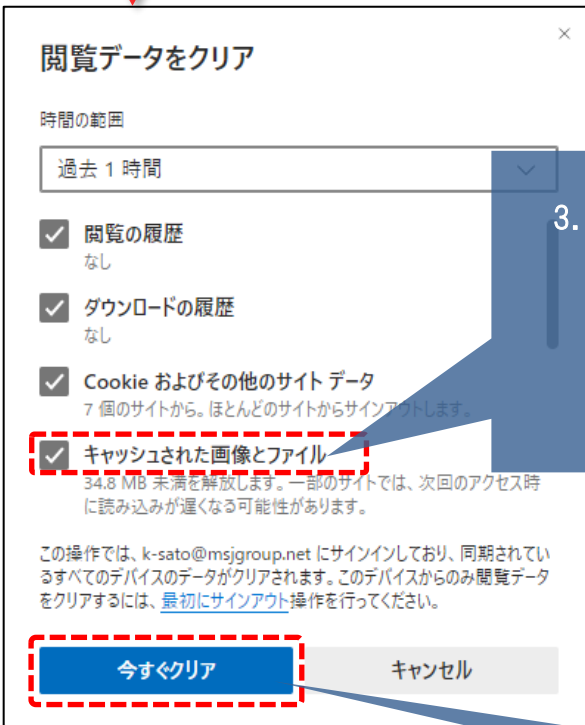 閲覧データをクリア
時間の範囲
過去 1 時間
3.
閲覧の履歴
なし
ダウンロードの履歴
なし
Cookie およびその他のサイト データ
7 個のサイトから。ほとんどのサイトからサインアウトします。
キャッシュされた画像とファイル
34.8 MB 未満を解放します。一部のサイトでは、次回のアクセス時
に読み込みが遅くなる可能性があります。
この操作では、k-sato@msjgroup.net にサインインしており、同期されてい
るすべてのデバイスのデータがクリアされます。このデバイスからのみ閲覧データ
をクリアするには、最初にサインアウト操作を行ってください。
今すぐクリア
キャンセル